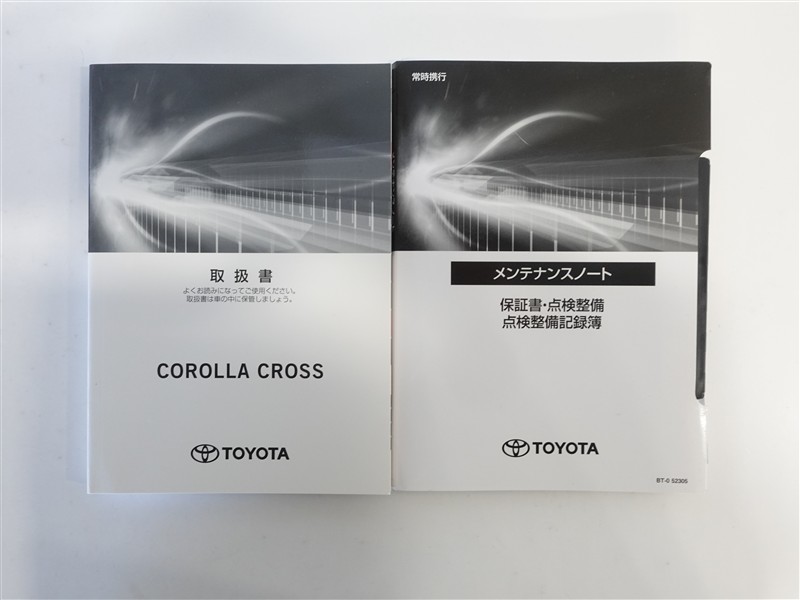 取扱書
よくお読みになってご使用ください。
取扱書は車の中に保管しましょう。
COROLLA CROSS
TOYOTA
常時携行
メンテナンスノート
保証書・点検整備
点検整備記録簿
TOYOTA
BT-0 52305